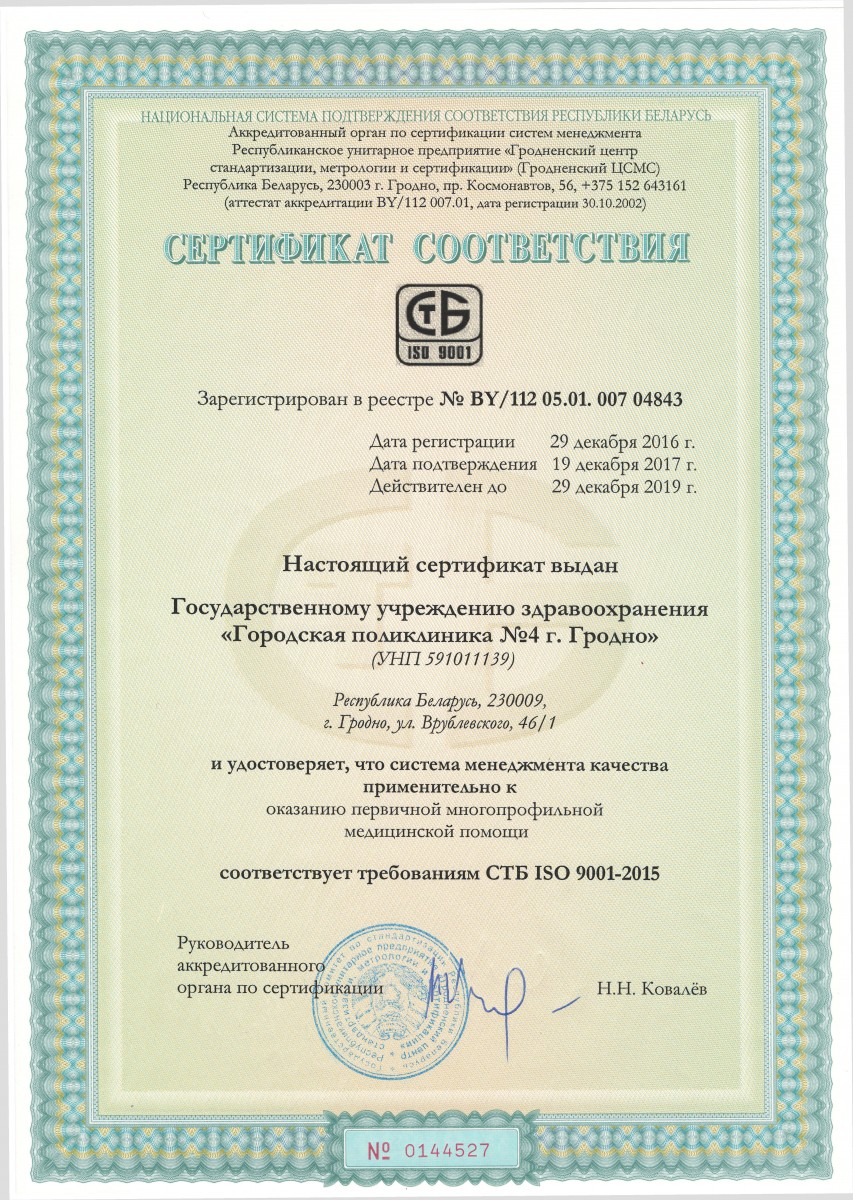 НАЦИОНАЛЬНАЯ СИСТЕМА ПОДТВЕРЖДЕНИЯ СООТВЕТСТВИЯ РЕСПУБЛИКИ БЕЛАРУСЬ
Аккредитованный орган по сертификации систем менеджмента
Республиканское унитарное предприятие «Гродненский центр
стандартизации, метрологии и сертификации» (Гродненский ЦСМС)
Республика Беларусь, 230003 г. Гродно, пр. Космонавтов, 56, +375 152 643161
(аттестат аккредитации BY/112 007.01, дата регистрации 30.10.2002)
СЕРТИФИКАТ СООТВЕТСТВИЯ
СТБ
ISO 9001
Зарегистрирован в реестре № BY/112 05.01. 007 04843
Дата регистрации 29 декабря 2016 г.
Дата подтверждения 19 декабря 2017 г.
Действителен до 29 декабря 2019 г.
Настоящий сертификат выдан
Государственному учреждению здравоохранения
«Городская поликлиника №4 г. Гродно»
(УНП 591011139)
Республика Беларусь, 230009,
г. Гродно, ул. Врублевского, 46/1
и удостоверяет, что система менеджмента качества
применительно к
оказанию первичной многопрофильной
медицинской помощи
соответствует требованиям СТБ ISO 9001-2015
Руководитель
аккредитованного
органа по сертификации
Н.Н. Ковалёв
№ 0144527